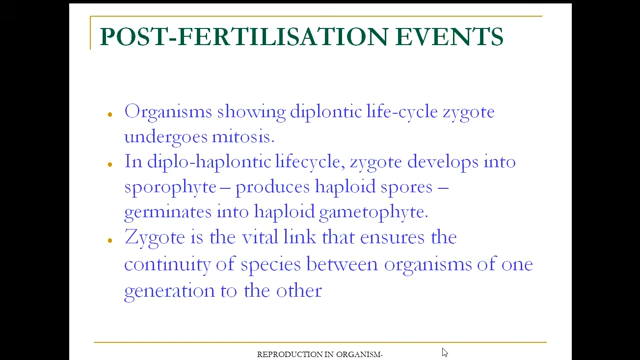 POST-FERTILISATION EVENTS
Organisms showing diplontic life-cycle zygote
undergoes mitosis.
In diplo-haplontic lifecycle, zygote develops into
sporophyte – produces haploid spores –
germinates into haploid gametophyte.
Zygote is the vital link that ensures the
continuity of species between organisms of one
generation to the other
REPRODUCTION IN ORGANISM-